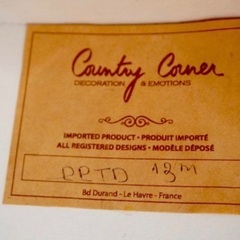 Country Corner
DECORATION & EMOTIONS
IMPORTED PRODUCT • PRODUIT IMPORTÉ
ALL REGISTERED DESIGNS • MODÈLE DÉPOSÉ
DPTD 12M
Bd Durand - Le Havre - France